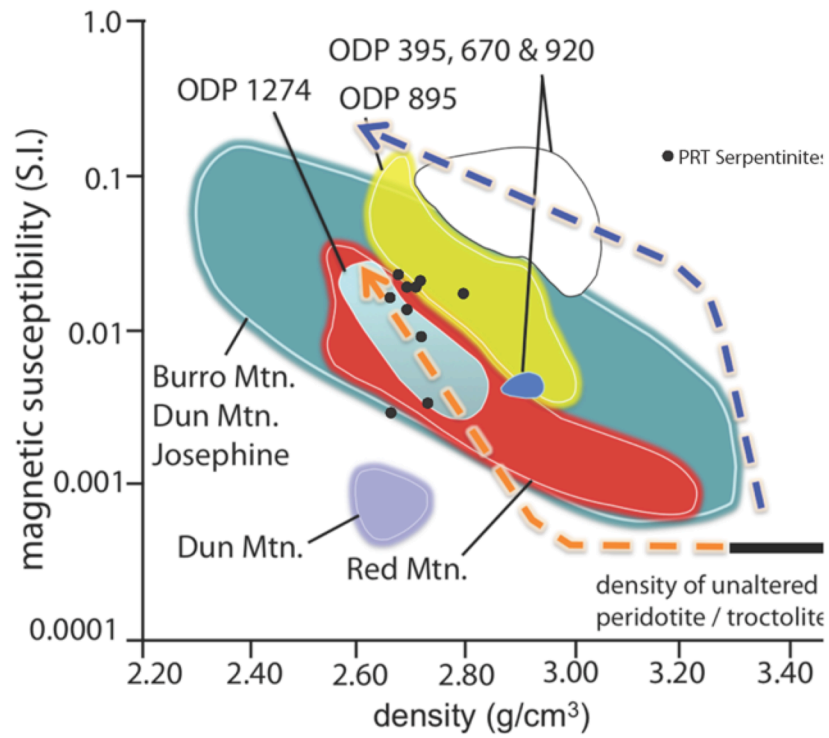 1.0
ODP 395, 670 & 920
ODP 1274
ODP 895
PRT Serpentinites
0.1
magnetic susceptibility (S.I.)
0.01
Burro Mtn.
Dun Mtn.
Josephine
0.001
Dun Mtn.
Red Mtn.
density of unaltered
peridotite / troctolite
0.0001
2.20 2.40 2.60 2.80 3.00 3.20 3.40
density (g/cm³)